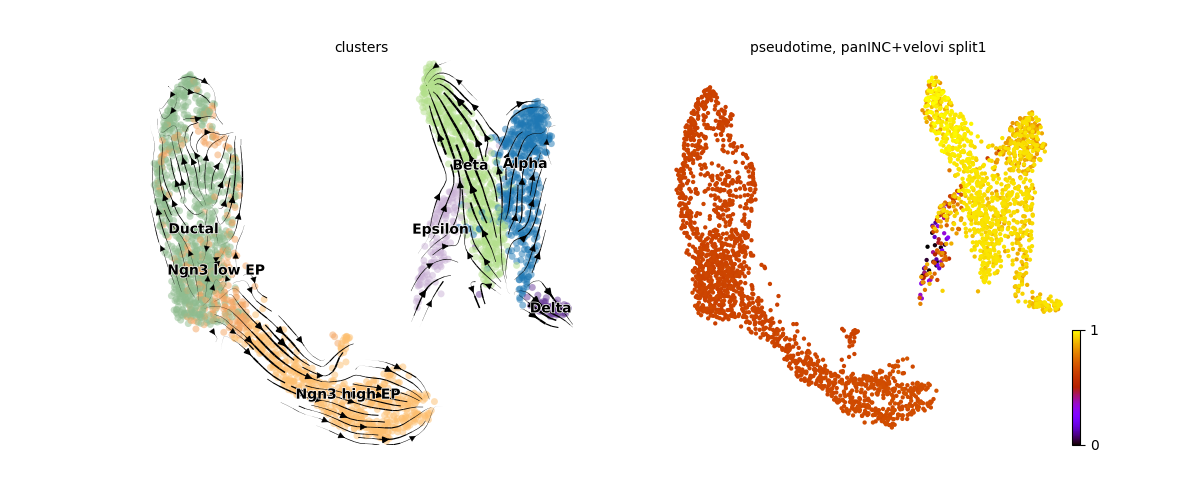 clusters
pseudotime, panINC+velovi split1
Beta
Alpha
Ductal
Epsilon
Ngn3 low EP
Delta
Ngn3 high EP
1
0